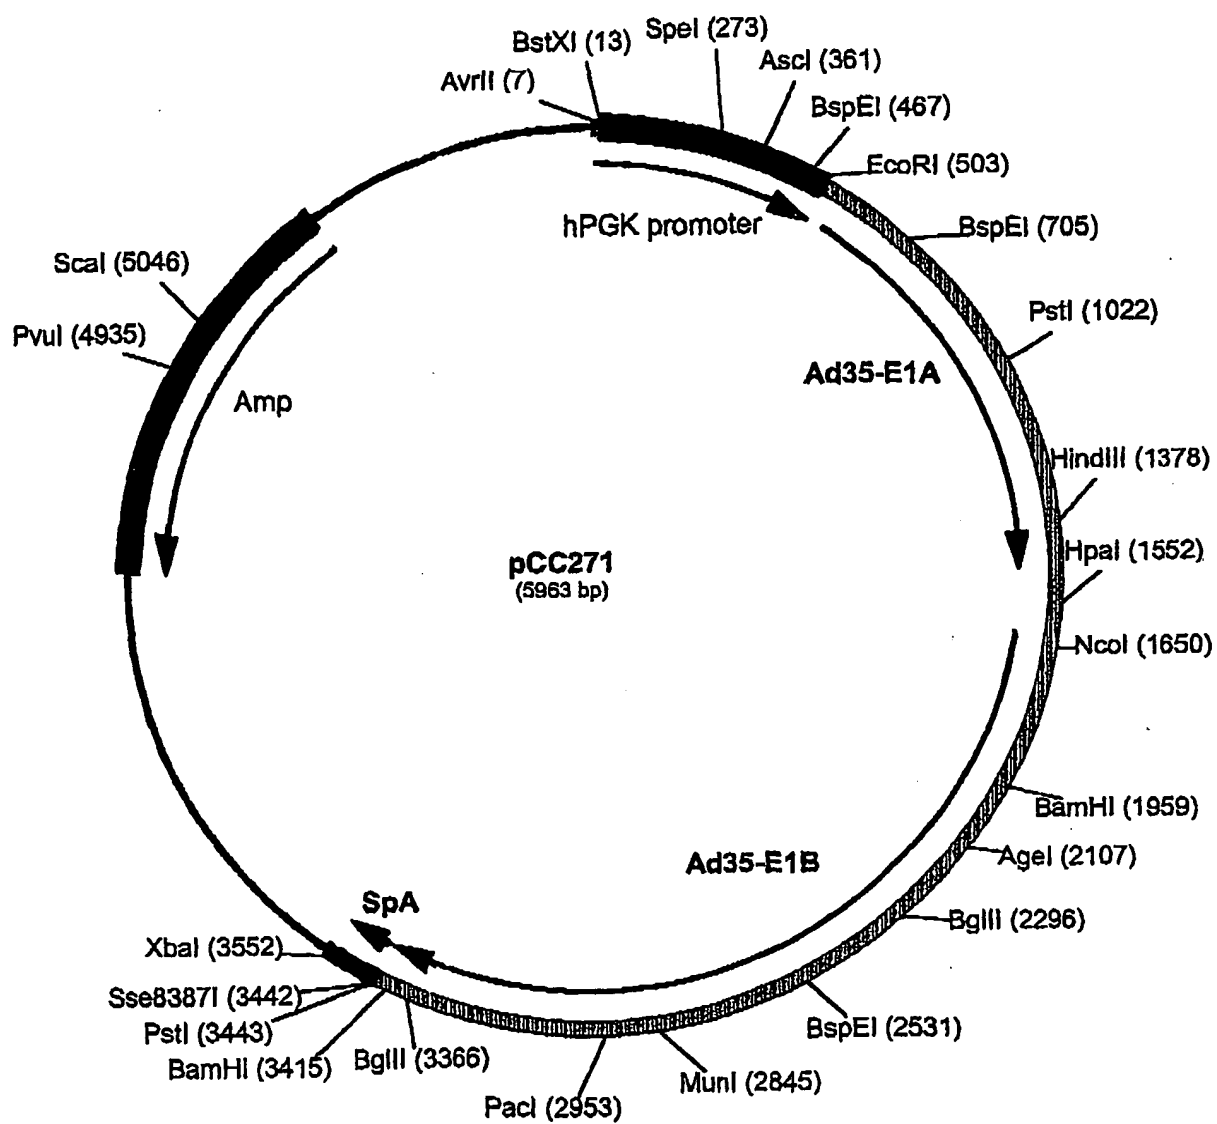 SpeI (273)
BstXI (13)
AscI (361)
AvrII (7)
BspEI (467)
EcoRI (503)
hPGK promoter
BspEI (705)
ScaI (5046)
PstI (1022)
PvuI (4935)
Ad35-E1A
Amp
HindIII (1378)
HpaI (1552)
pCC271
(5963 bp)
NcoI (1650)
BamHI (1959)
AgeI (2107)
Ad35-E1B
SpA
BglII (2296)
XbaI (3552)
Sse8387I (3442)
BspEI (2531)
PstI (3443)
BglII (3366)
BamHI (3415)
MunI (2845)
PacI (2953)